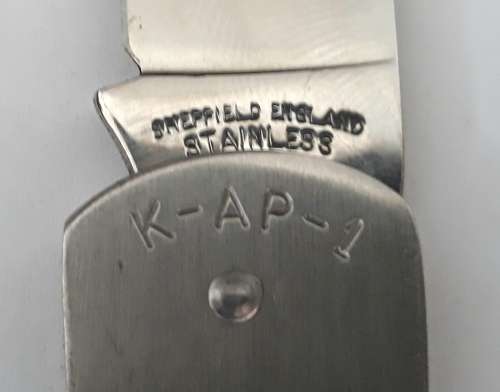 SHEFFIELD ENGLAND
STAINLESS
K-AP-1